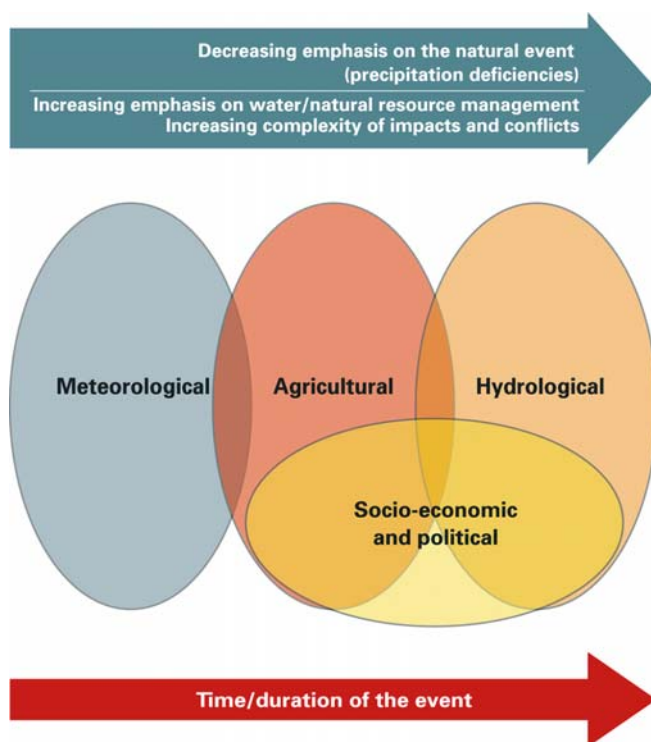 Decreasing emphasis on the natural event
(precipitation deficiencies)
Increasing emphasis on water/natural resource management
Increasing complexity of impacts and conflicts
Meteorological
Agricultural
Hydrological
Socio-economic
and political
Time/duration of the event